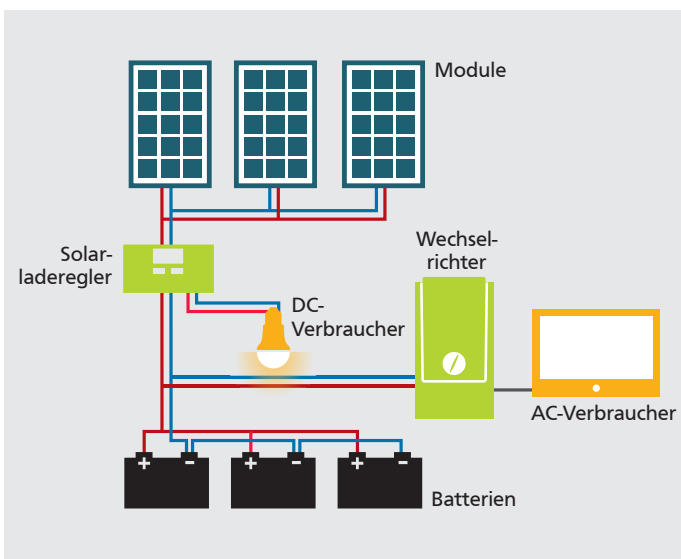 Module
Solar-
laderegler
Wechsel-
richter
DC-
Verbraucher
AC-Verbraucher
+ - + - + -
Batterien